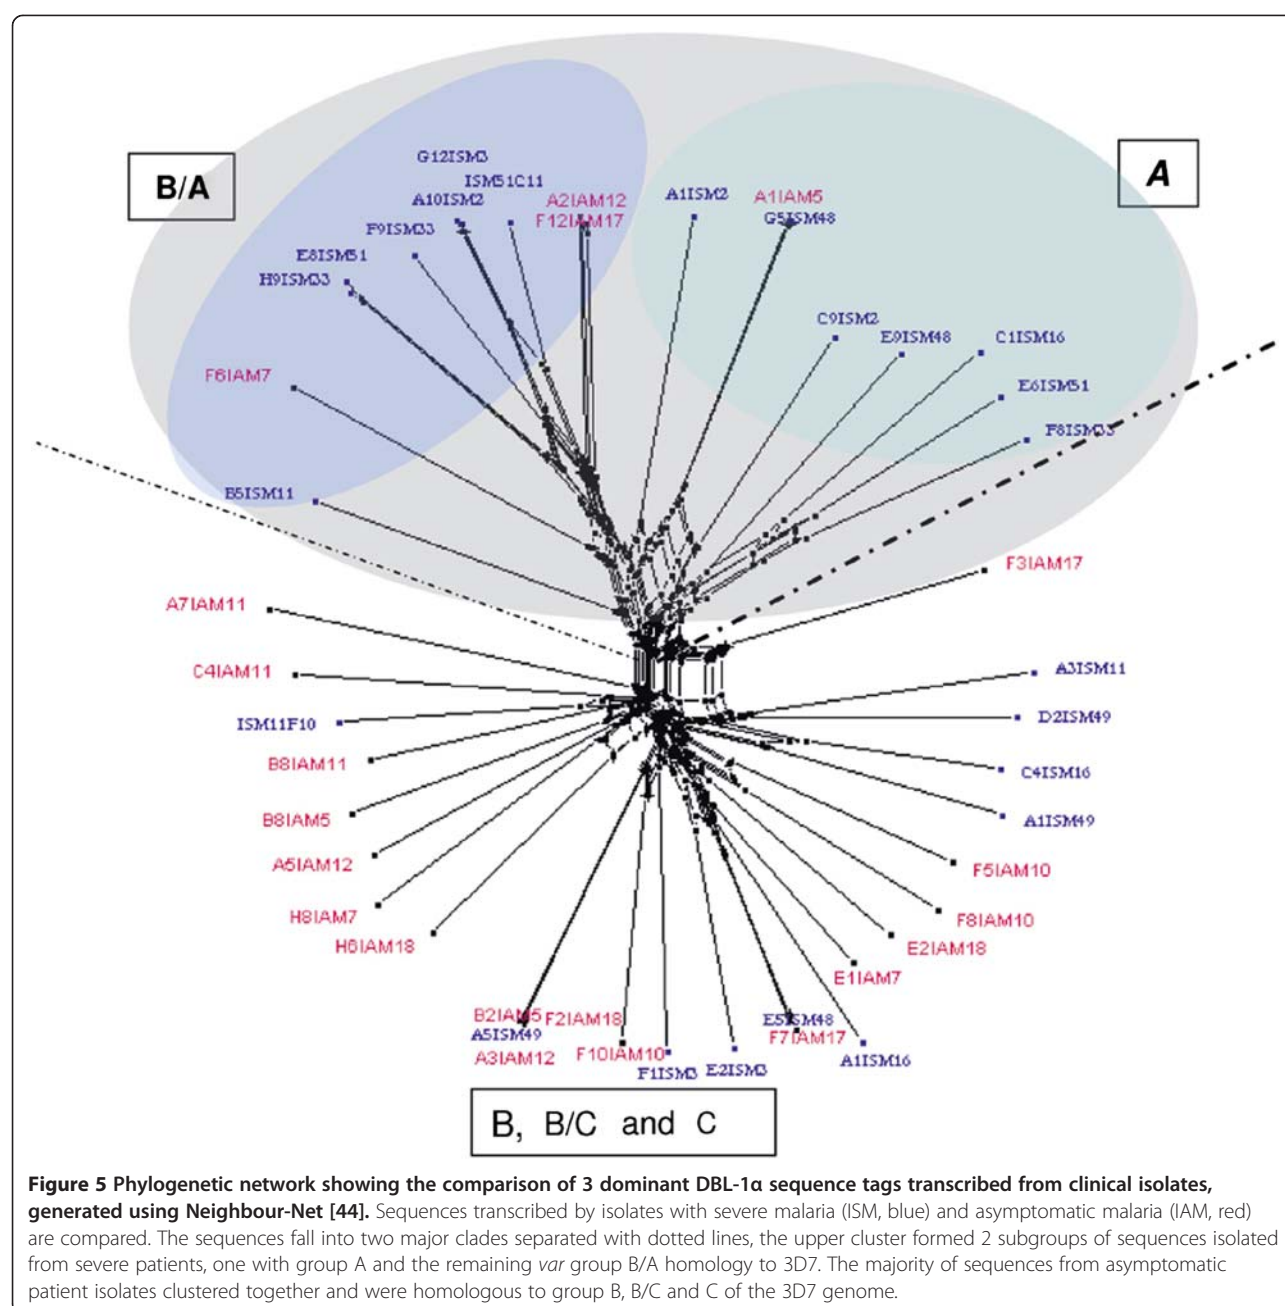 G12ISM3
ISM51C11
A10ISM2
A2IAM12
A1ISM2
A1IAM5
B/A
A
F9ISM33
F12IAM17
G5ISM48
E8ISM51
H9ISM33
C9ISM2
E9ISM48
C1ISM16
F6IAM7
E6ISM51
F8ISM33
B5ISM11
F3IAM17
A7IAM11
C4IAM11
A3ISM11
ISM11F10
D2ISM49
B8IAM11
C4ISM16
B8IAM5
A1ISM49
A5IAM12
F5IAM10
H8IAM7
F8IAM10
H6IAM18
E2IAM18
E1IAM7
B2IAM5 F2IAM18
E5ISM48
A5ISM49
F7IAM17
A3IAM12
F10IAM10
F1ISM3
E2ISM3
A1ISM16
B, B/C and C
Figure 5 Phylogenetic network showing the comparison of 3 dominant DBL-1α sequence tags transcribed from clinical isolates,
generated using Neighbour-Net [44]. Sequences transcribed by isolates with severe malaria (ISM, blue) and asymptomatic malaria (IAM, red)
are compared. The sequences fall into two major clades separated with dotted lines, the upper cluster formed 2 subgroups of sequences isolated
from severe patients, one with group A and the remaining var group B/A homology to 3D7. The majority of sequences from asymptomatic
patient isolates clustered together and were homologous to group B, B/C and C of the 3D7 genome.